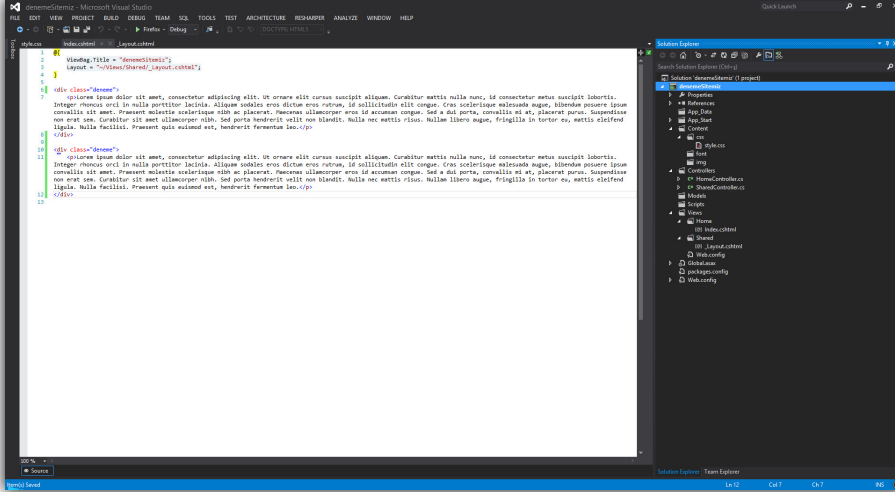 denemeSitemiz - Microsoft Visual Studio
Quick Launch
FILE EDIT VIEW PROJECT BUILD DEBUG TEAM SQL TOOLS TEST ARCHITECTURE RESHARPER ANALYZE WINDOW HELP
Firefox - Debug DOCTYPE: HTML5
Toolbox
style.css Index.cshtml _Layout.cshtml
1 @{
2 ViewBag.Title = "denemeSitemiz";
3 Layout = "~/Views/Shared/_Layout.cshtml";
4 }
5
6 <div class="deneme">
7 <p>Lorem ipsum dolor sit amet, consectetur adipiscing elit. Ut ornare elit cursus suscipit aliquam. Curabitur mattis nulla nunc, id consectetur metus suscipit lobortis.
Integer rhoncus orci in nulla porttitor lacinia. Aliquam sodales eros dictum eros rutrum, id sollicitudin elit congue. Cras scelerisque malesuada augue, bibendum posuere ipsum
convallis sit amet. Praesent molestie scelerisque nibh ac placerat. Maecenas ullamcorper eros id accumsan congue. Sed a dui porta, convallis mi at, placerat purus. Suspendisse
non erat sem. Curabitur sit amet ullamcorper nibh. Sed porta hendrerit velit non blandit. Nulla nec mattis risus. Nullam libero augue, fringilla in tortor eu, mattis eleifend
ligula. Nulla facilisi. Praesent quis euismod est, hendrerit fermentum leo.</p>
8 </div>
9
10 <div class="deneme">
11 <p>Lorem ipsum dolor sit amet, consectetur adipiscing elit. Ut ornare elit cursus suscipit aliquam. Curabitur mattis nulla nunc, id consectetur metus suscipit lobortis.
Integer rhoncus orci in nulla porttitor lacinia. Aliquam sodales eros dictum eros rutrum, id sollicitudin elit congue. Cras scelerisque malesuada augue, bibendum posuere ipsum
convallis sit amet. Praesent molestie scelerisque nibh ac placerat. Maecenas ullamcorper eros id accumsan congue. Sed a dui porta, convallis mi at, placerat purus. Suspendisse
non erat sem. Curabitur sit amet ullamcorper nibh. Sed porta hendrerit velit non blandit. Nulla nec mattis risus. Nullam libero augue, fringilla in tortor eu, mattis eleifend
ligula. Nulla facilisi. Praesent quis euismod est, hendrerit fermentum leo.</p>
12 </div>
13
100 %
Source
Solution Explorer
Search Solution Explorer (Ctrl+ş)
Solution 'denemeSitemiz' (1 project)
denemeSitemiz
Properties
References
App_Data
App_Start
Content
css
style.css
font
img
Controllers
HomeController.cs
SharedController.cs
Models
Scripts
Views
Home
Index.cshtml
Shared
_Layout.cshtml
Web.config
Global.asax
packages.config
Web.config
Solution Explorer Team Explorer
Item(s) Saved Ln 12 Col 7 Ch 7 INS